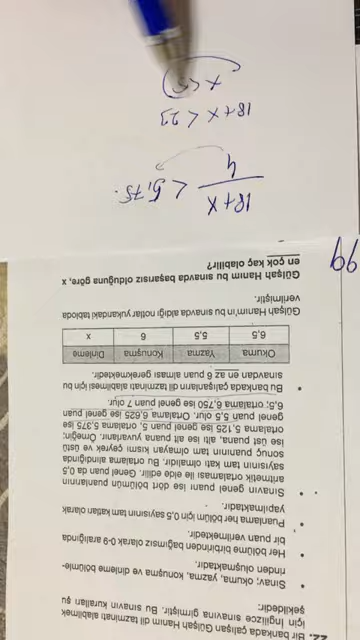 22. Bir bankada çalışan Gülşah Hanım dil tazminatı alabilmek
için İngilizce sınavına girmiştir. Bu sınavın kuralları şu
şekildedir:
• Sınav; okuma, yazma, konuşma ve dinleme bölümle-
rinden oluşmaktadır.
• Her bölüme birbirinden bağımsız olarak 0-9 aralığında
bir puan verilmektedir.
• Puanlama her bölüm için 0,5 sayısının tam katları olarak
yapılmaktadır.
• Sınavın genel puanı ise dört bölümün puanlarının
aritmetik ortalaması ile elde edilir. Genel puan da 0,5
sayısının tam katı olmalıdır. Bu ortalama alındığında
sonuç puanının tam olmayan kısmı çeyrek ve üstü
ise üst puana, altı ise alt puana yuvarlanır. Örneğin;
ortalama 5,125 ise genel puan 5, ortalama 5,375 ise
genel puan 5,5 olur. Ortalama 6,625 ise genel puan
6,5; ortalama 6,750 ise genel puan 7 olur.
• Bu bankada çalışanların dil tazminatı alabilmesi için bu
sınavdan en az 6 puan alması gerekmektedir.
Okuma Yazma Konuşma Dinleme
6,5 5,5 6 x
Gülşah Hanım'ın bu sınavda aldığı notlar yukarıdaki tabloda
verilmiştir.
Gülşah Hanım bu sınavda başarısız olduğuna göre, x
en çok kaç olabilir?
99
18+x
4
< 5,75.
18+x < 23
x < 5